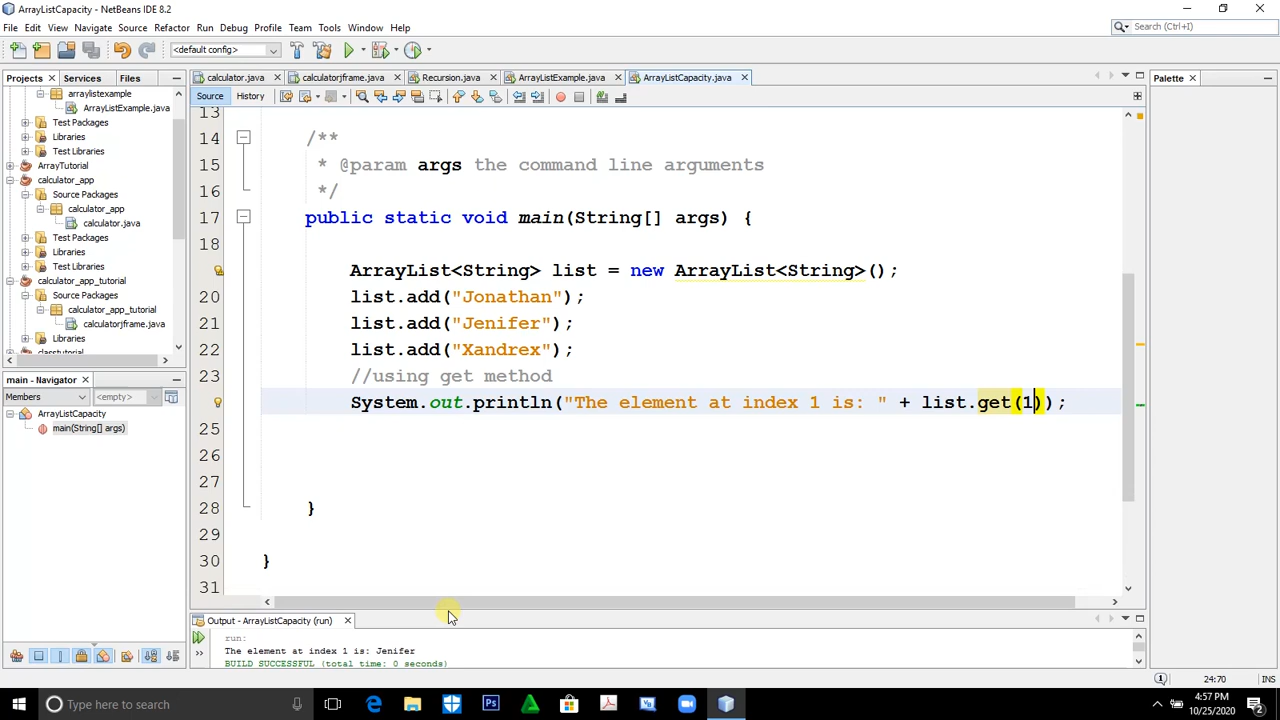 ArrayListCapacity - NetBeans IDE 8.2
File Edit View Navigate Source Refactor Run Debug Profile Team Tools Window Help
Search (Ctrl+I)
<default config>
Projects Services Files
calculator.java calculatorjframe.java Recursion.java ArrayListExample.java ArrayListCapacity.java
Palette
Source History
arraylistexample
ArrayListExample.java
Test Packages
Libraries
Test Libraries
ArrayTutorial
calculator_app
Source Packages
calculator_app
calculator.java
Test Packages
Libraries
Test Libraries
calculator_app_tutorial
Source Packages
calculator_app_tutorial
calculatorjframe.java
Libraries
classtutorial
main - Navigator
Members <empty>
ArrayListCapacity
main(String[] args)
13
14 /**
15 * @param args the command line arguments
16 */
17 public static void main(String[] args) {
18
ArrayList<String> list = new ArrayList<String>();
20 list.add("Jonathan");
21 list.add("Jenifer");
22 list.add("Xandrex");
23 //using get method
System.out.println("The element at index 1 is: " + list.get(1));
25
26
27
28 }
29
30 }
31
Output - ArrayListCapacity (run)
run:
The element at index 1 is: Jenifer
BUILD SUCCESSFUL (total time: 0 seconds)
24:70 INS
Type here to search
4:57 PM
10/25/2020